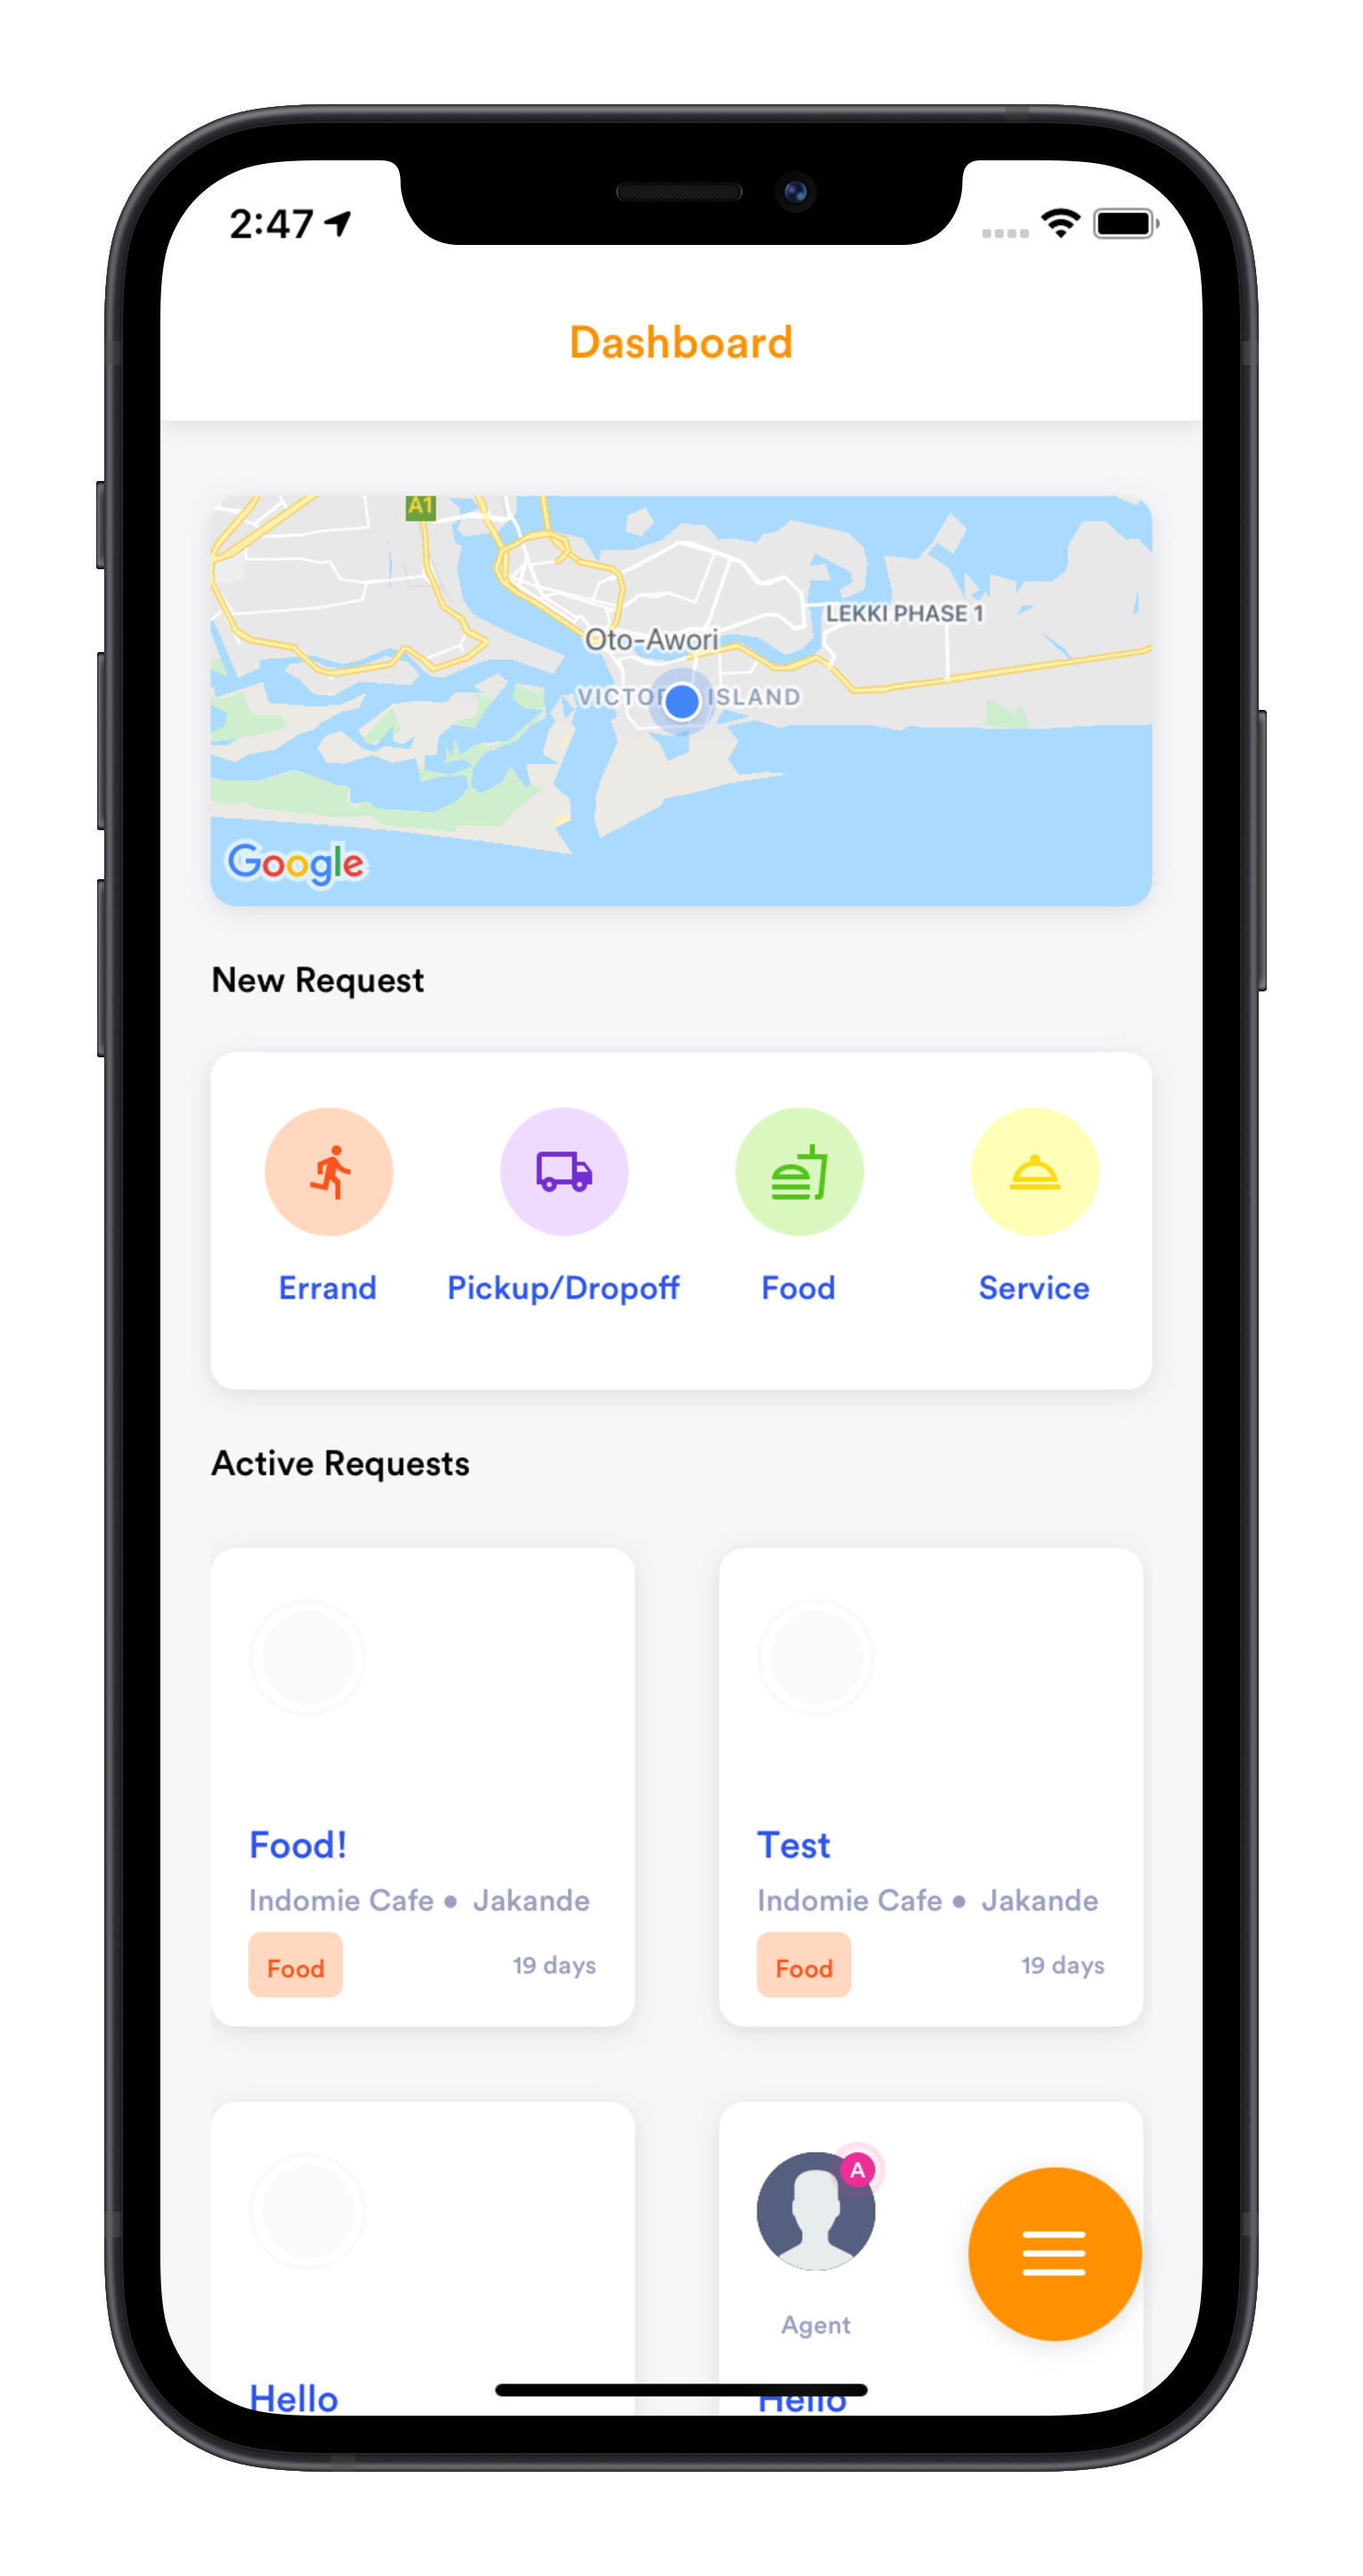 2:47
Dashboard
A1
LEKKI PHASE 1
Oto-Awori
ISLAND
Google
New Request
Errand Pickup/Dropoff Food Service
Active Requests
Food! Test
Indomie Cafe • Jakande Indomie Cafe • Jakande
Food 19 days Food 19 days
A
Agent
Hello Hello